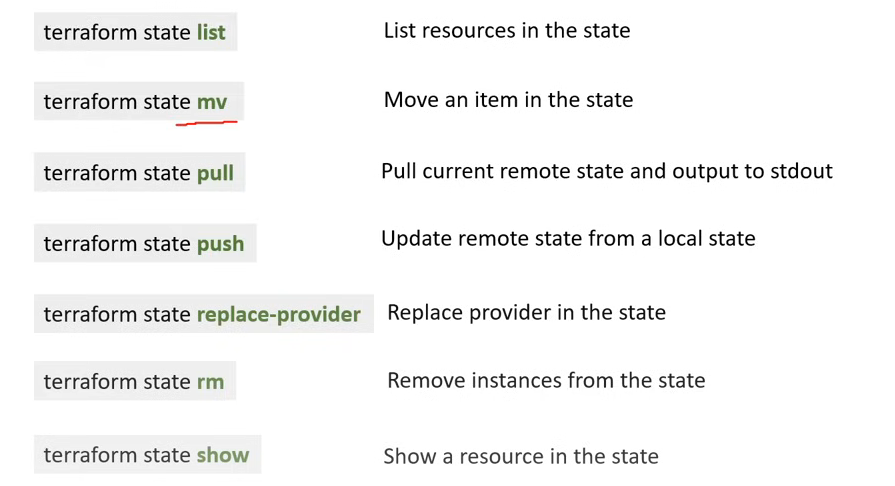 terraform state list List resources in the state
terraform state mv Move an item in the state
terraform state pull Pull current remote state and output to stdout
terraform state push Update remote state from a local state
terraform state replace-provider Replace provider in the state
terraform state rm Remove instances from the state
terraform state show Show a resource in the state